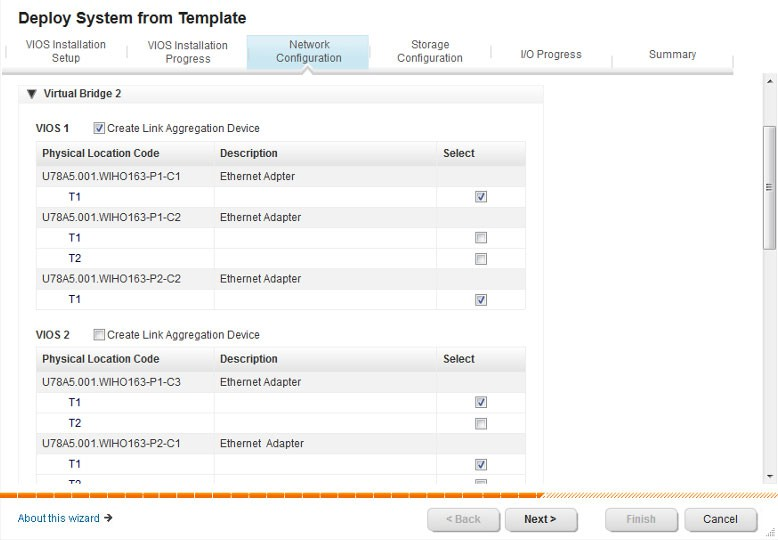 Deploy System from Template
VIOS Installation Setup
VIOS Installation Progress
Network Configuration
Storage Configuration
I/O Progress
Summary
Virtual Bridge 2
VIOS 1 Create Link Aggregation Device
Physical Location Code Description Select
U78A5.001.WIHO163-P1-C1 Ethernet Adpter
T1
U78A5.001.WIHO163-P1-C2 Ethernet Adapter
T1
T2
U78A5.001.WIHO163-P2-C2 Ethernet Adapter
T1
VIOS 2 Create Link Aggregation Device
Physical Location Code Description Select
U78A5.001.WIHO163-P1-C3 Ethernet Adapter
T1
T2
U78A5.001.WIHO163-P2-C1 Ethernet Adapter
T1
About this wizard
< Back Next > Finish Cancel